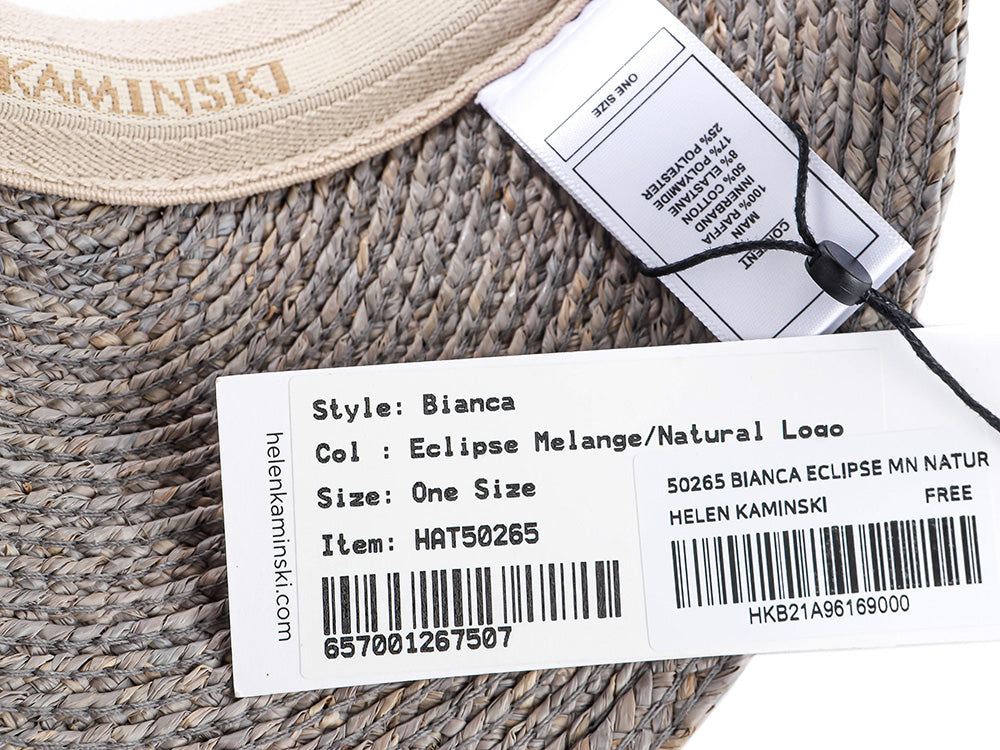 KAMINSKI
ONE SIZE
CONTENT
MAIN
100% RAFFIA
INNERBAND
50% COTTON
8% ELASTANE
17% POLYAMIDE
25% POLYESTER
helenkaminski.com
Style: Bianca
Col : Eclipse Melange/Natural Logo
Size: One Size
Item: HAT50265
657001267507
50265 BIANCA ECLIPSE MN NATUR
HELEN KAMINSKI FREE
HKB21A96169000